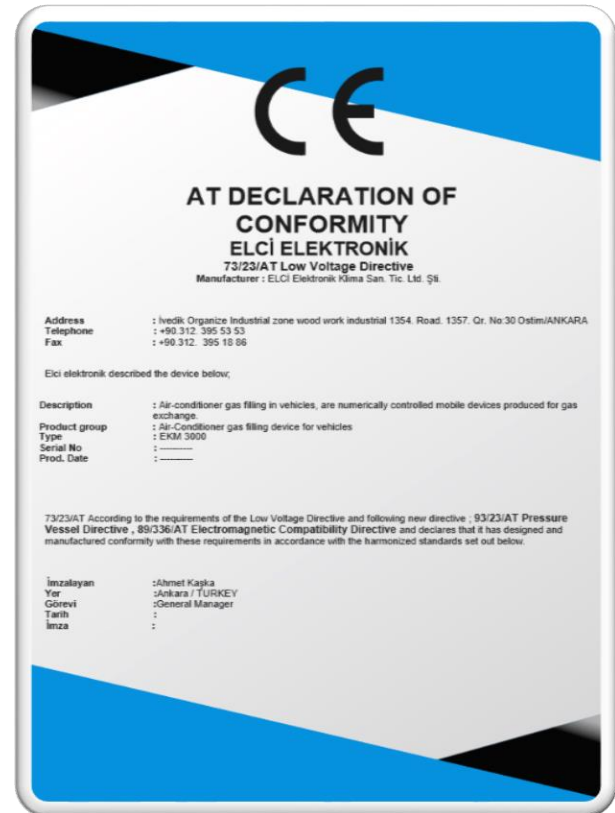 CE
AT DECLARATION OF
CONFORMITY
ELCİ ELEKTRONİK
73/23/AT Low Voltage Directive
Manufacturer : ELCİ Elektronik Klima San. Tic. Ltd. Şti.
Address : İvedik Organize Industrial zone wood work industrial 1354. Road. 1357. Qr. No:30 Ostim/ANKARA
Telephone : +90.312. 395 53 53
Fax : +90.312. 395 18 86
Elci elektronik described the device below;
Description : Air-conditioner gas filling in vehicles, are numerically controlled mobile devices produced for gas
exchange.
Product group : Air-Conditioner gas filling device for vehicles
Type : EKM 3000
Serial No : ----------
Prod. Date : ----------
73/23/AT According to the requirements of the Low Voltage Directive and following new directive ; 93/23/AT Pressure
Vessel Directive , 89/336/AT Electromagnetic Compatibility Directive and declares that it has designed and
manufactured conformity with these requirements in accordance with the harmonized standards set out below.
İmzalayan :Ahmet Kaşka
Yer :Ankara / TURKEY
Görevi :General Manager
Tarih :
İmza :